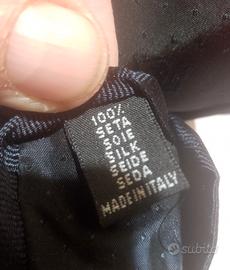 100%
SETA
SOIE
SILK
SEIDE
SEDA
MADE IN ITALY
subito